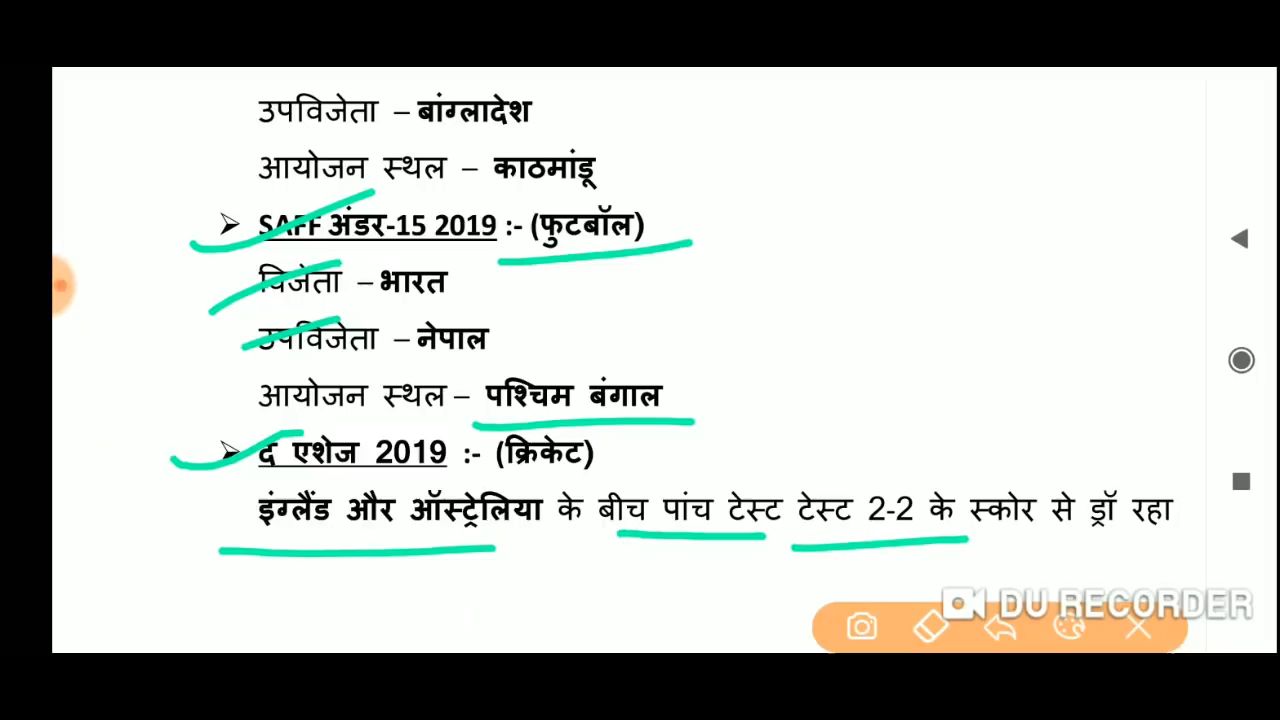 उपविजेता – बांग्लादेश
आयोजन स्थल – काठमांडू
➢ SAFF अंडर-15 2019 :- (फुटबॉल)
विजेता – भारत
उपविजेता – नेपाल
आयोजन स्थल – पश्चिम बंगाल
➢ द एशेज 2019 :- (क्रिकेट)
इंग्लैंड और ऑस्ट्रेलिया के बीच पांच टेस्ट टेस्ट 2-2 के स्कोर से ड्रॉ रहा
DU RECORDER